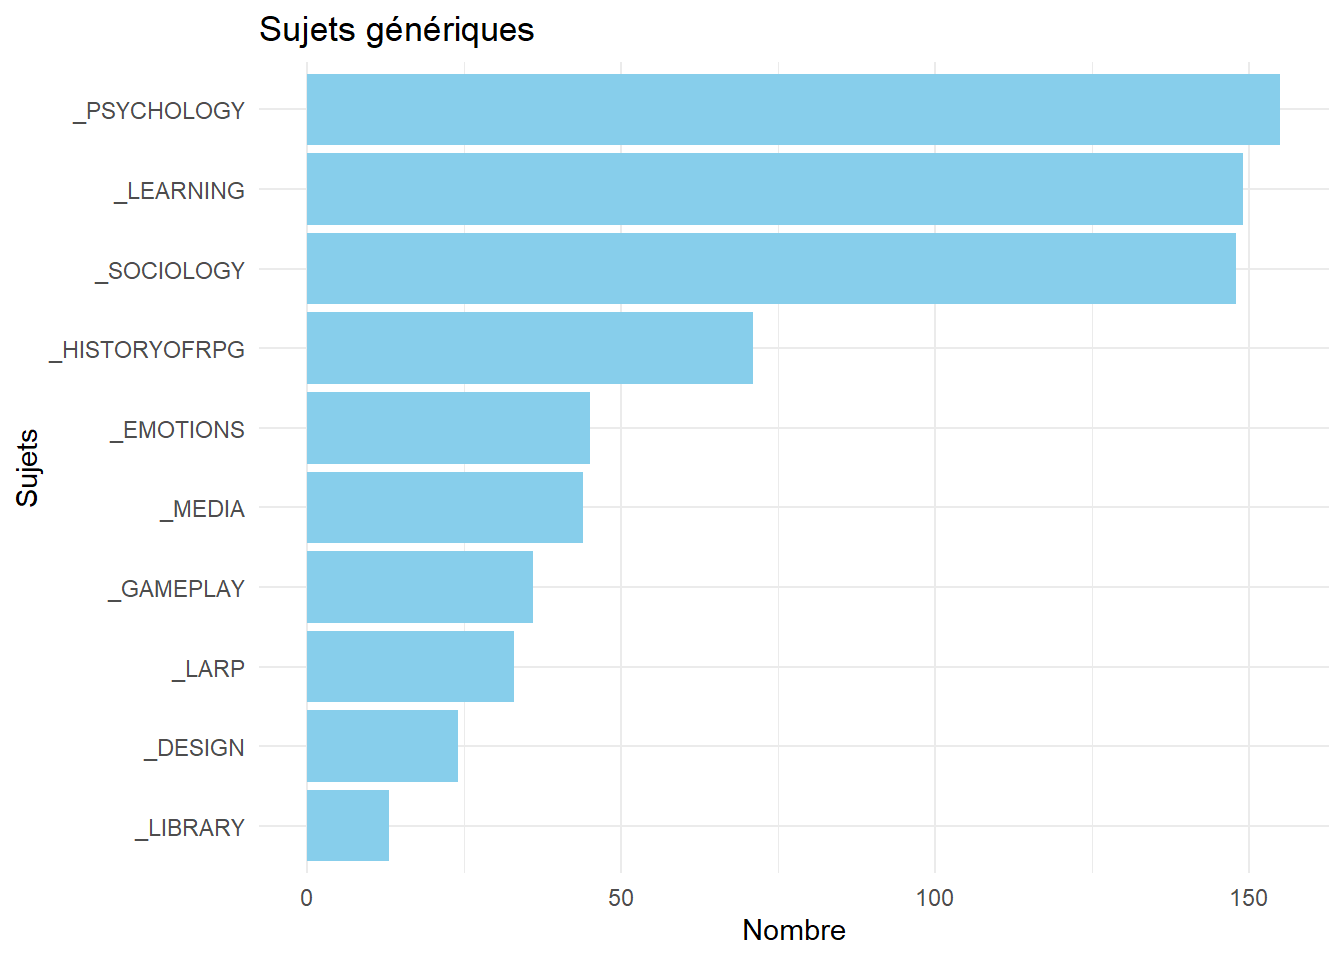 Sujets génériques
_PSYCHOLOGY
_LEARNING
_SOCIOLOGY
_HISTORYOFRPG
_EMOTIONS
_MEDIA
_GAMEPLAY
_LARP
_DESIGN
_LIBRARY
Sujets
0 50 100 150
Nombre